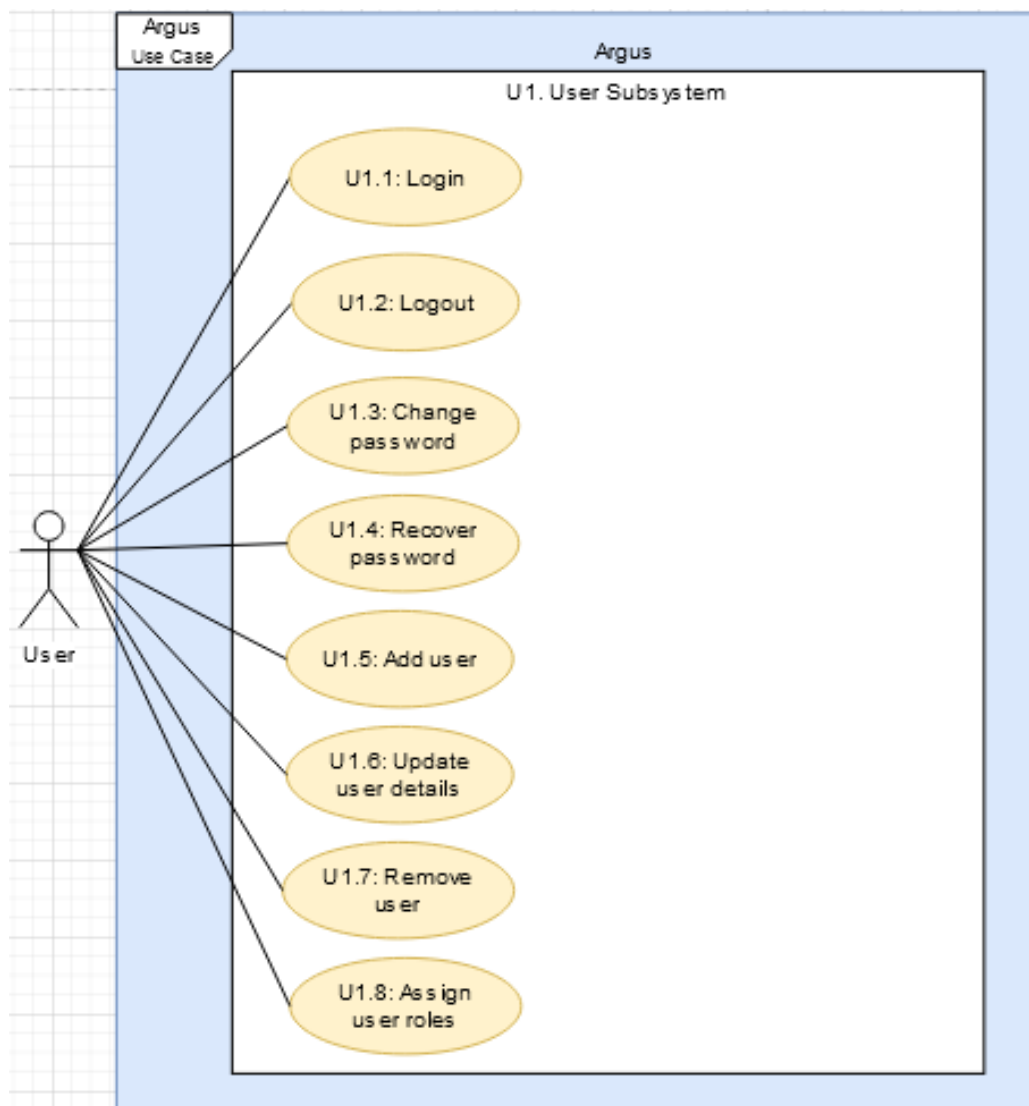 Argus
Use Case
Argus
U1. User Subsystem
U1.1: Login
U1.2: Logout
U1.3: Change
password
U1.4: Recover
password
U1.5: Add user
User
U1.6: Update
user details
U1.7: Remove
user
U1.8: Assign
user roles